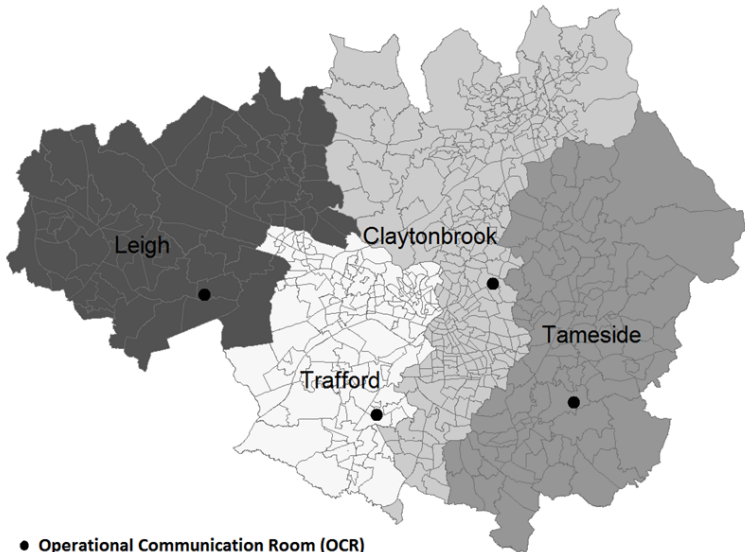 Claytonbrook
Leigh
Tameside
Trafford
● Operational Communication Room (OCR)